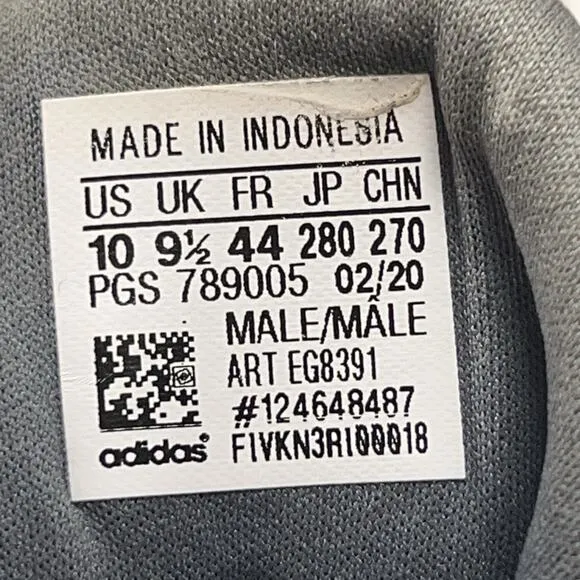 MADE IN INDONESIA
US UK FR JP CHN
10 9½ 44 280 270
PGS 789005 02/20
MALE/MÂLE
ART EG8391
#124648487
adidas® F1VKN3RI00018